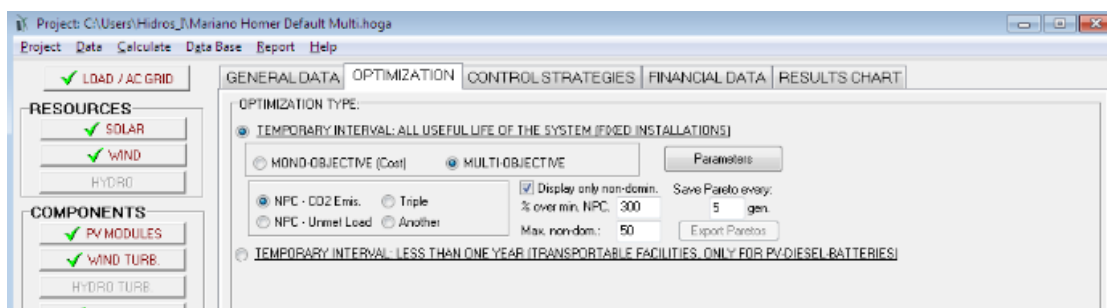 Project: C:\Users\Hidros_I\Mariano Homer Default Multi.hoga
Project Data Calculate Data Base Report Help
LOAD / AC GRID
GENERAL DATA OPTIMIZATION CONTROL STRATEGIES FINANCIAL DATA RESULTS CHART
RESOURCES
SOLAR
WIND
HYDRO
COMPONENTS
PV MODULES
WIND TURB.
HYDRO TURB.
OPTIMIZATION TYPE:
TEMPORARY INTERVAL: ALL USEFUL LIFE OF THE SYSTEM (FIXED INSTALLATIONS)
MONO-OBJECTIVE (Cost) MULTI-OBJECTIVE Parameters
NPC - CO2 Emis. Triple
NPC - Unmet Load Another
Display only non-domin.
% over min. NPC. 300
Max. non-dom.: 50
Save Pareto every:
5 gen.
Export Paretos
TEMPORARY INTERVAL: LESS THAN ONE YEAR (TRANSPORTABLE FACILITIES, ONLY FOR PV-DIESEL-BATTERIES)